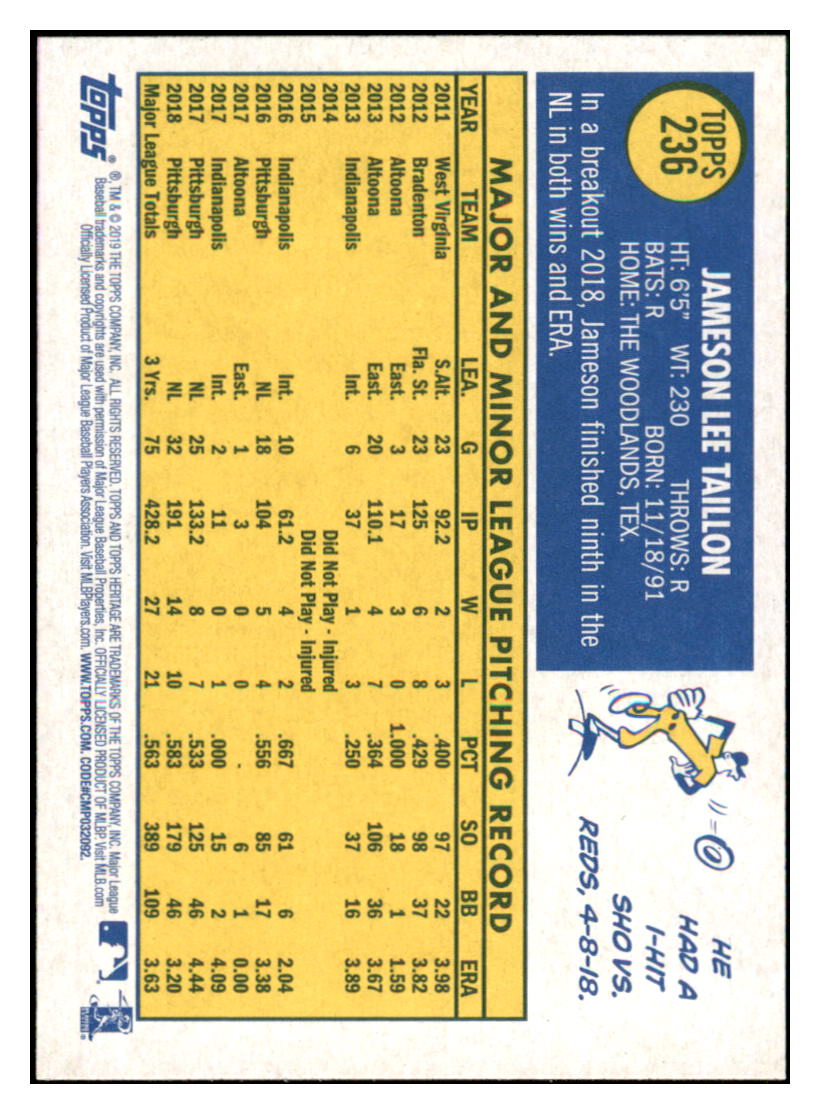 TOPPS
236
JAMESON LEE TAILLON
HT: 6'5" WT: 230 THROWS: R
BATS: R BORN: 11/18/91
HOME: THE WOODLANDS, TEX.
In a breakout 2018, Jameson finished ninth in the
NL in both wins and ERA.
HE
HAD A
1-HIT
SHO VS.
REDS, 4-8-18.
MAJOR AND MINOR LEAGUE PITCHING RECORD
YEAR TEAM LEA. G IP W L PCT SO BB ERA
2011 West Virginia S.Atl. 23 92.2 2 3 .400 97 22 3.98
2012 Bradenton Fla. St. 23 125 6 8 .429 98 37 3.82
2012 Altoona East. 3 17 3 0 1.000 18 1 1.59
2013 Altoona East. 20 110.1 4 7 .364 106 36 3.67
2013 Indianapolis Int. 6 37 1 3 .250 37 16 3.89
2014 Did Not Play - Injured
2015 Did Not Play - Injured
2016 Indianapolis Int. 10 61.2 4 2 .667 61 6 2.04
2016 Pittsburgh NL 18 104 5 4 .556 85 17 3.38
2017 Altoona East. 1 3 0 0 - 6 1 0.00
2017 Indianapolis Int. 2 11 0 1 .000 15 2 4.09
2017 Pittsburgh NL 25 133.2 8 7 .533 125 46 4.44
2018 Pittsburgh NL 32 191 14 10 .583 179 46 3.20
Major League Totals 3 Yrs. 75 428.2 27 21 .563 389 109 3.63
topps®
®, TM & © 2019 THE TOPPS COMPANY, INC. ALL RIGHTS RESERVED. TOPPS AND TOPPS HERITAGE ARE TRADEMARKS OF THE TOPPS COMPANY, INC. Major League
Baseball trademarks and copyrights are used with permission of Major League Baseball Properties, Inc. OFFICIALLY LICENSED PRODUCT OF MLBP. Visit MLB.com
Officially Licensed Product of Major League Baseball Players Association. Visit MLBPlayers.com. WWW.TOPPS.COM. CODE#CMP032092.